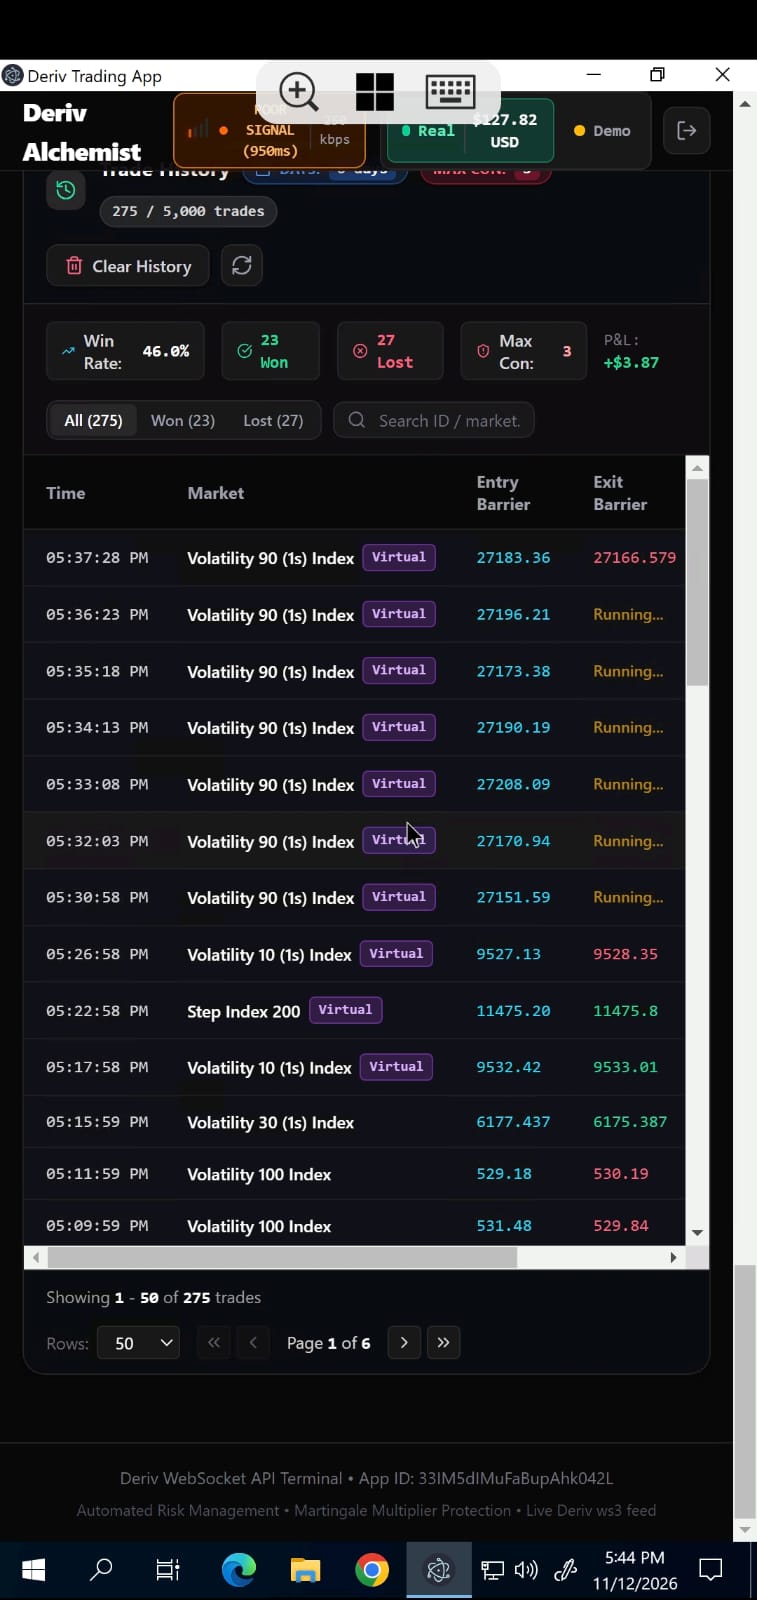 Deriv Trading App
Deriv
Alchemist
POOR
SIGNAL
(950ms)
kbps
Real
$127.82
USD
Demo
Trade History
DAYS:
days
MAX CON:
275 / 5,000 trades
Clear History
Win
Rate:
46.0%
23
Won
27
Lost
Max
Con:
3
P&L:
+$3.87
All (275)
Won (23)
Lost (27)
Search ID / market.
Time Market Entry Barrier Exit Barrier
05:37:28 PM Volatility 90 (1s) Index Virtual 27183.36 27166.579
05:36:23 PM Volatility 90 (1s) Index Virtual 27196.21 Running...
05:35:18 PM Volatility 90 (1s) Index Virtual 27173.38 Running...
05:34:13 PM Volatility 90 (1s) Index Virtual 27190.19 Running...
05:33:08 PM Volatility 90 (1s) Index Virtual 27208.09 Running...
05:32:03 PM Volatility 90 (1s) Index Virtual 27170.94 Running...
05:30:58 PM Volatility 90 (1s) Index Virtual 27151.59 Running...
05:26:58 PM Volatility 10 (1s) Index Virtual 9527.13 9528.35
05:22:58 PM Step Index 200 Virtual 11475.20 11475.8
05:17:58 PM Volatility 10 (1s) Index Virtual 9532.42 9533.01
05:15:59 PM Volatility 30 (1s) Index 6177.437 6175.387
05:11:59 PM Volatility 100 Index 529.18 530.19
05:09:59 PM Volatility 100 Index 531.48 529.84
Showing 1 - 50 of 275 trades
Rows: 50 Page 1 of 6
Deriv WebSocket API Terminal • App ID: 33IM5dIMuFaBupAhk042L
Automated Risk Management • Martingale Multiplier Protection • Live Deriv ws3 feed
5:44 PM
11/12/2026